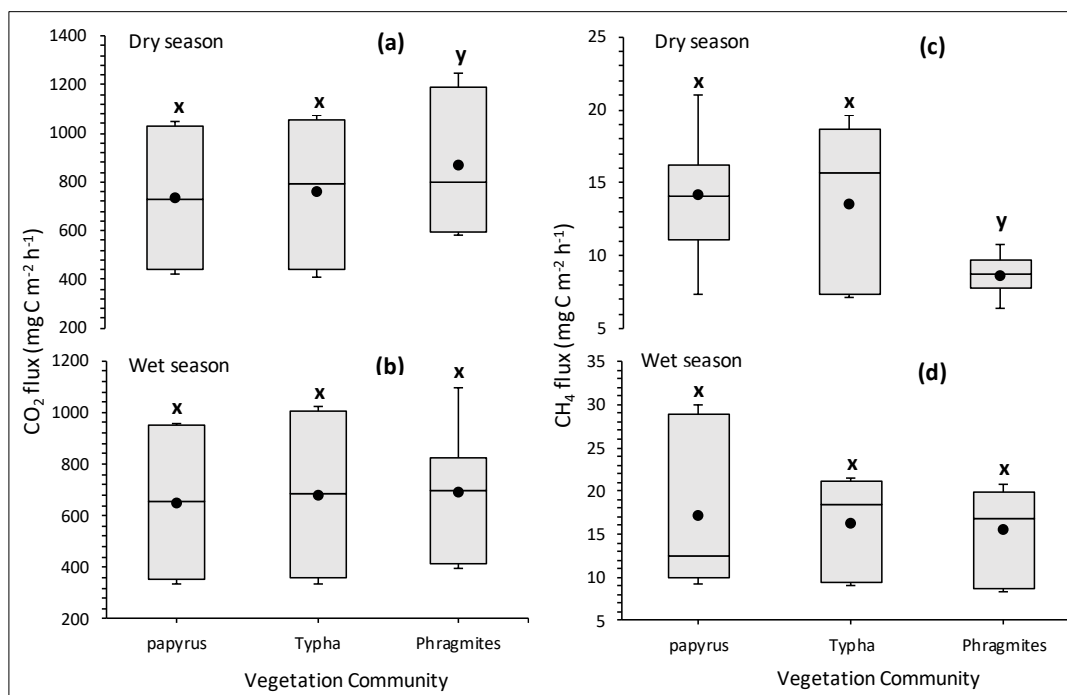 CO₂ flux (mg C m⁻² h⁻¹)
Dry season
(a)
1400
1200
1000
800
600
400
200
x
x
y
Wet season
(b)
1200
1000
800
600
400
200
x
x
x
papyrus
Typha
Phragmites
Vegetation Community
CH₄ flux (mg C m⁻² h⁻¹)
Dry season
(c)
25
20
15
10
5
x
x
y
Wet season
(d)
35
30
25
20
15
10
5
x
x
x
papyrus
Typha
Phragmites
Vegetation Community